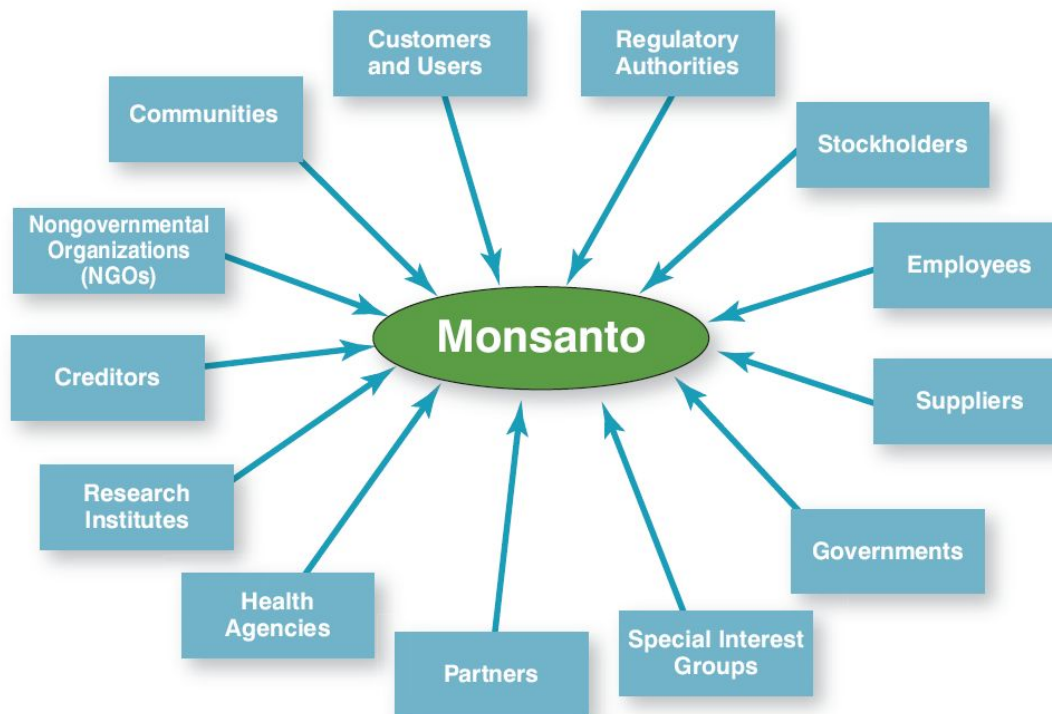 Customers
and Users
Regulatory
Authorities
Communities
Stockholders
Nongovernmental
Organizations
(NGOs)
Employees
Monsanto
Creditors
Suppliers
Research
Institutes
Governments
Health
Agencies
Special Interest
Groups
Partners